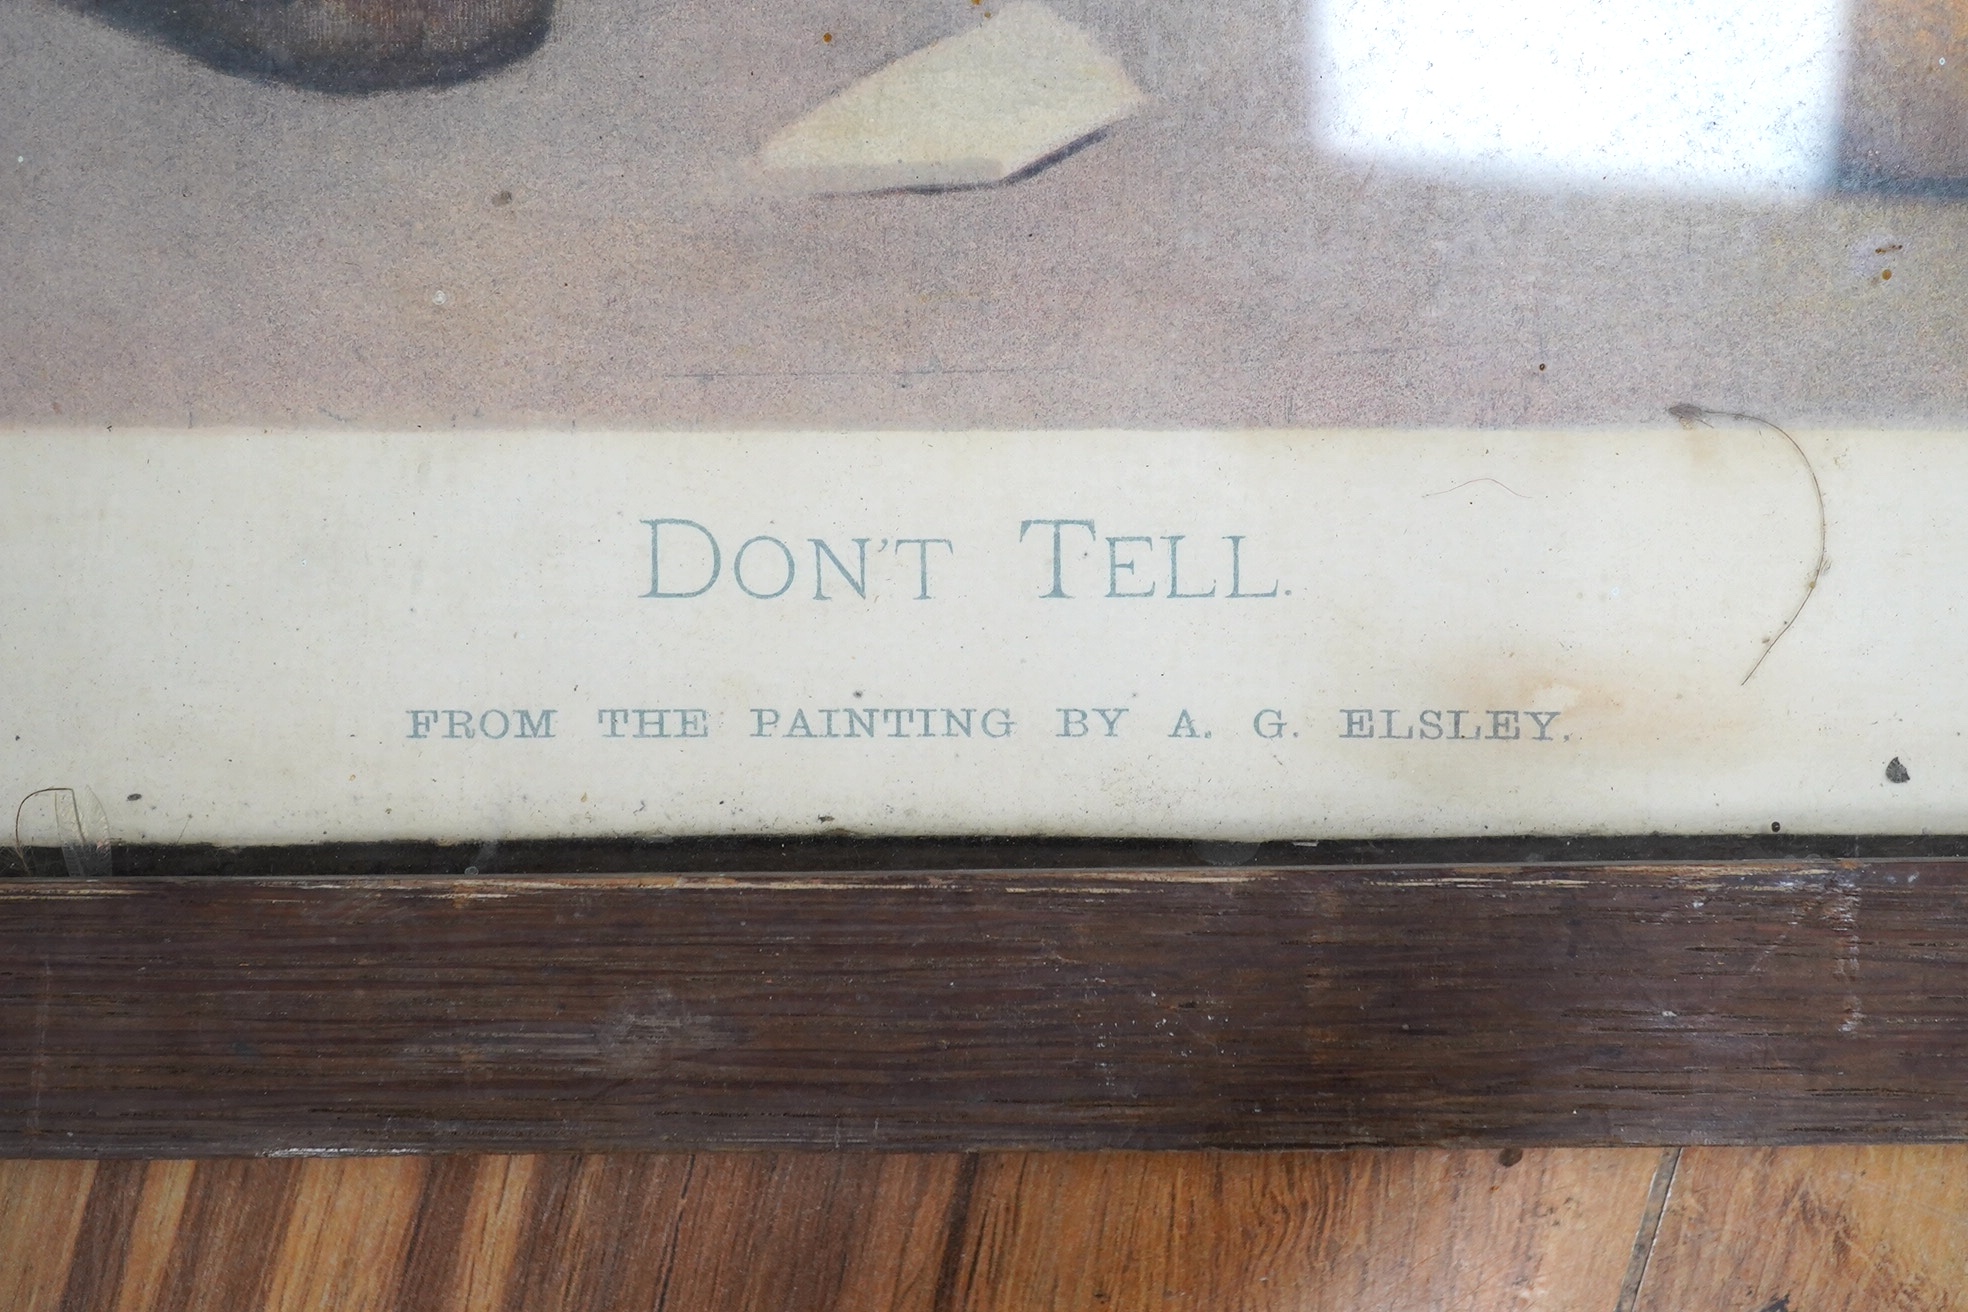 DON'T TELL.
FROM THE PAINTING BY A. G. ELSLEY.